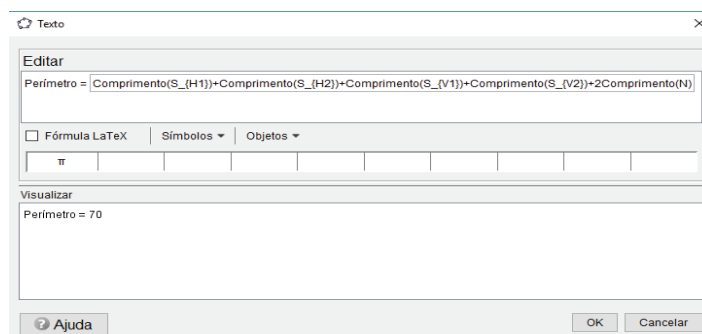 Texto
Editar
Perímetro = Comprimento(S_{H1})+Comprimento(S_{H2})+Comprimento(S_{V1})+Comprimento(S_{V2})+2Comprimento(N)
Fórmula LaTeX Símbolos Objetos
π
Visualizar
Perímetro = 70
Ajuda OK Cancelar